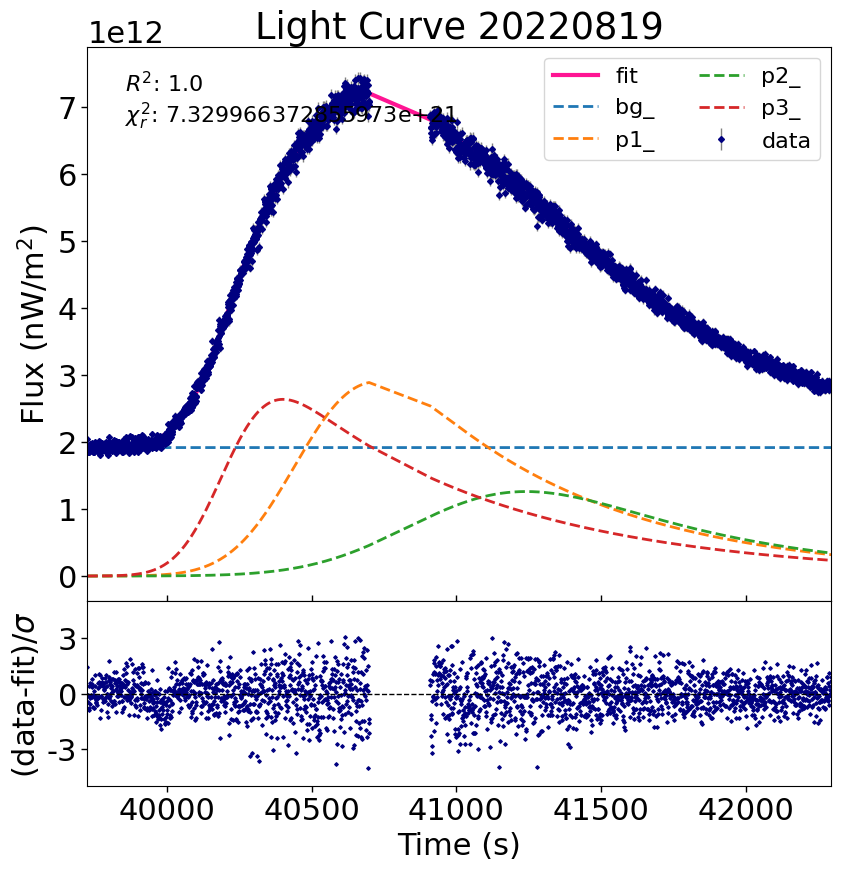 Light Curve 20220819
1e12
R²: 1.0
χ²ᵣ: 7.329966372855973e+21
fit
bg_
p1_
p2_
p3_
data
Flux (nW/m²)
7
6
5
4
3
2
1
0
(data-fit)/σ
3
0
-3
40000 40500 41000 41500 42000
Time (s)